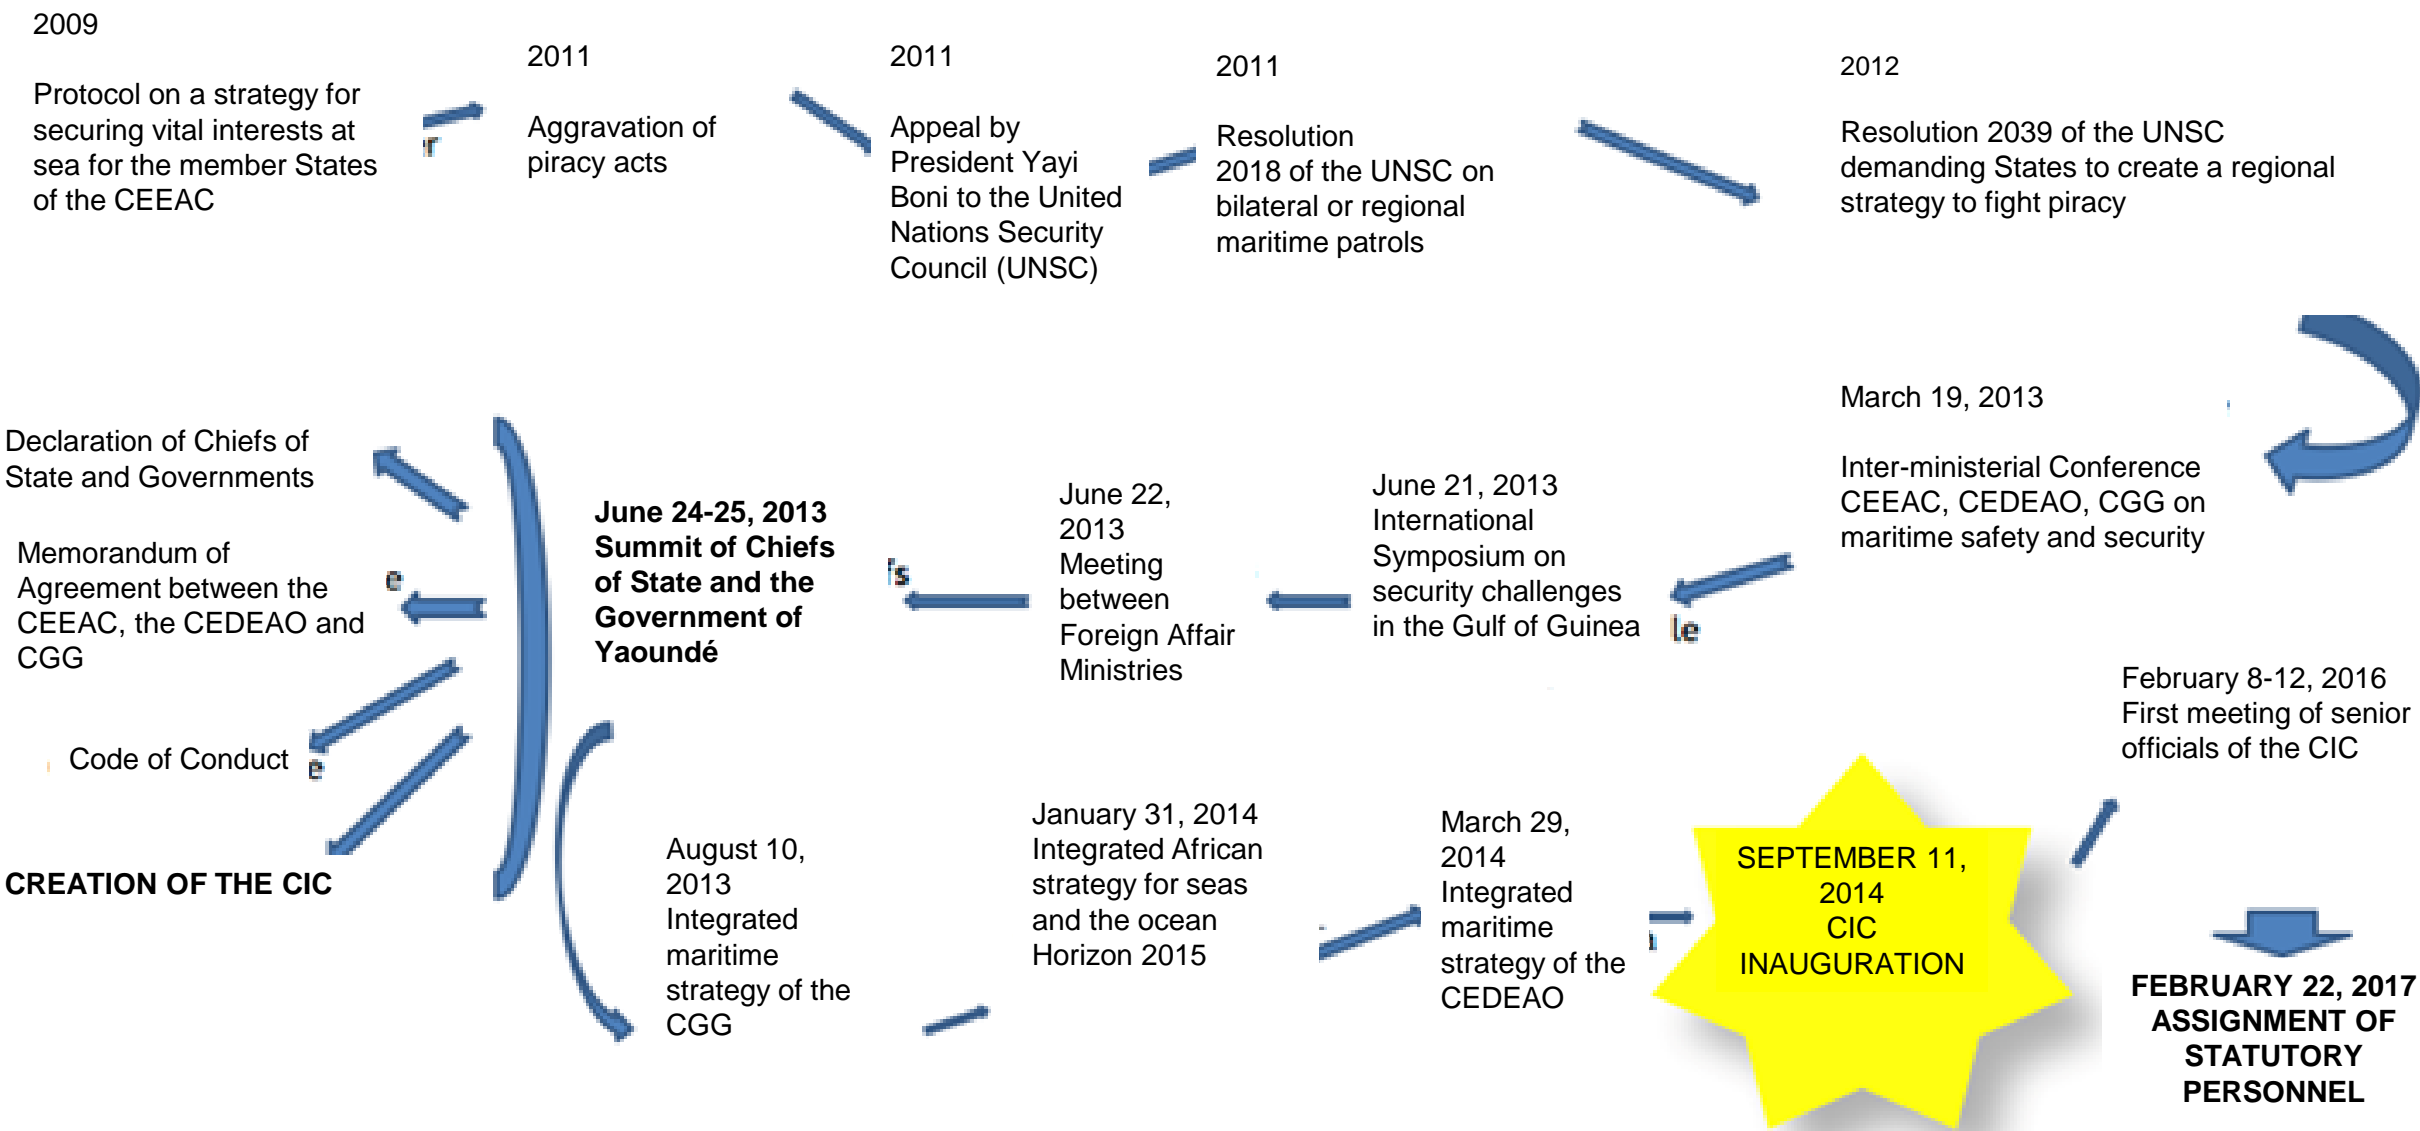 2009
Protocol on a strategy for
securing vital interests at
sea for the member States
of the CEEAC
2011
Aggravation of
piracy acts
2011
Appeal by
President Yayi
Boni to the United
Nations Security
Council (UNSC)
2011
Resolution
2018 of the UNSC on
bilateral or regional
maritime patrols
2012
Resolution 2039 of the UNSC
demanding States to create a regional
strategy to fight piracy
March 19, 2013
Inter-ministerial Conference
CEEAC, CEDEAO, CGG on
maritime safety and security
June 21, 2013
International
Symposium on
security challenges
in the Gulf of Guinea
le
June 22,
2013
Meeting
between
Foreign Affair
Ministries
June 24-25, 2013
Summit of Chiefs
of State and the
Government of
Yaoundé
Declaration of Chiefs of
State and Governments
Memorandum of
Agreement between the
CEEAC, the CEDEAO and
CGG
e
Code of Conduct
e
CREATION OF THE CIC
August 10,
2013
Integrated
maritime
strategy of the
CGG
January 31, 2014
Integrated African
strategy for seas
and the ocean
Horizon 2015
March 29,
2014
Integrated
maritime
strategy of the
CEDEAO
SEPTEMBER 11,
2014
CIC
INAUGURATION
February 8-12, 2016
First meeting of senior
officials of the CIC
FEBRUARY 22, 2017
ASSIGNMENT OF
STATUTORY
PERSONNEL